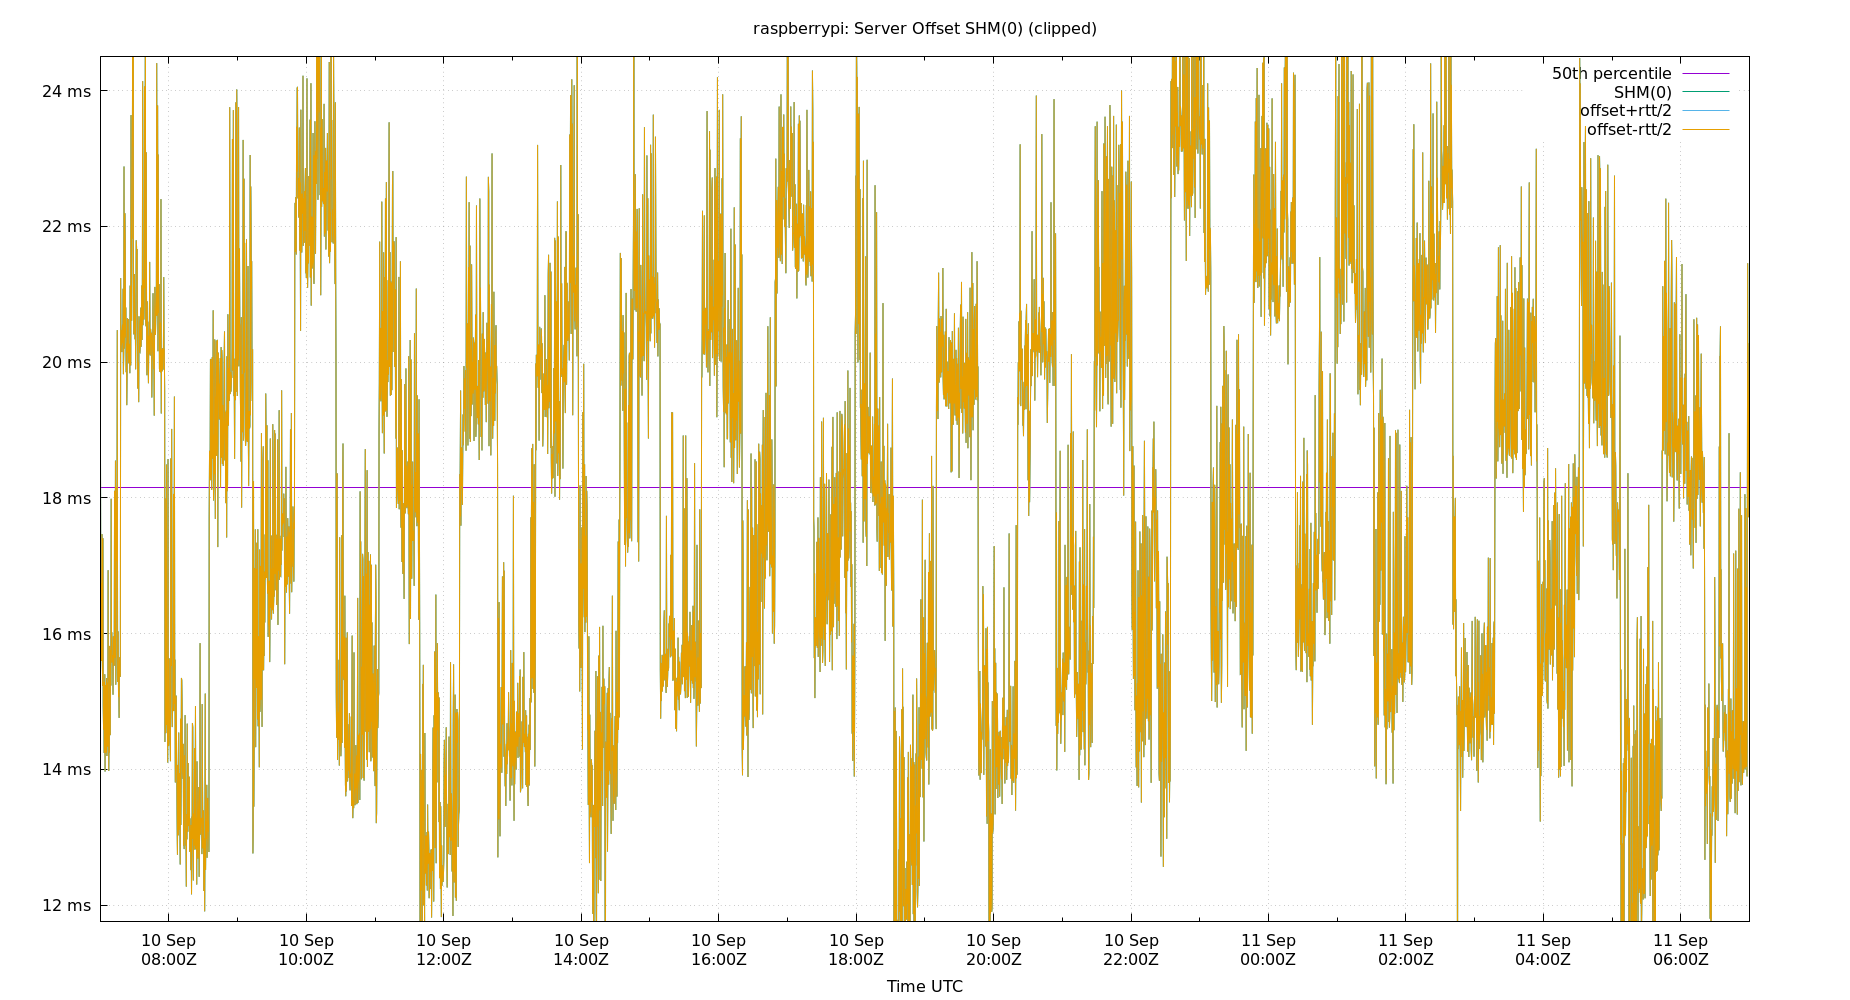 raspberrypi: Server Offset SHM(0) (clipped)
50th percentile
SHM(0)
offset+rtt/2
offset-rtt/2
24 ms
22 ms
20 ms
18 ms
16 ms
14 ms
12 ms
10 Sep 10 Sep 10 Sep 10 Sep 10 Sep 10 Sep 10 Sep 10 Sep 11 Sep 11 Sep 11 Sep 11 Sep
08:00Z 10:00Z 12:00Z 14:00Z 16:00Z 18:00Z 20:00Z 22:00Z 00:00Z 02:00Z 04:00Z 06:00Z
Time UTC